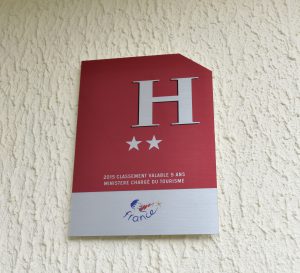 H
2015 CLASSEMENT VALABLE 5 ANS
MINISTERE CHARGE DU TOURISME
France